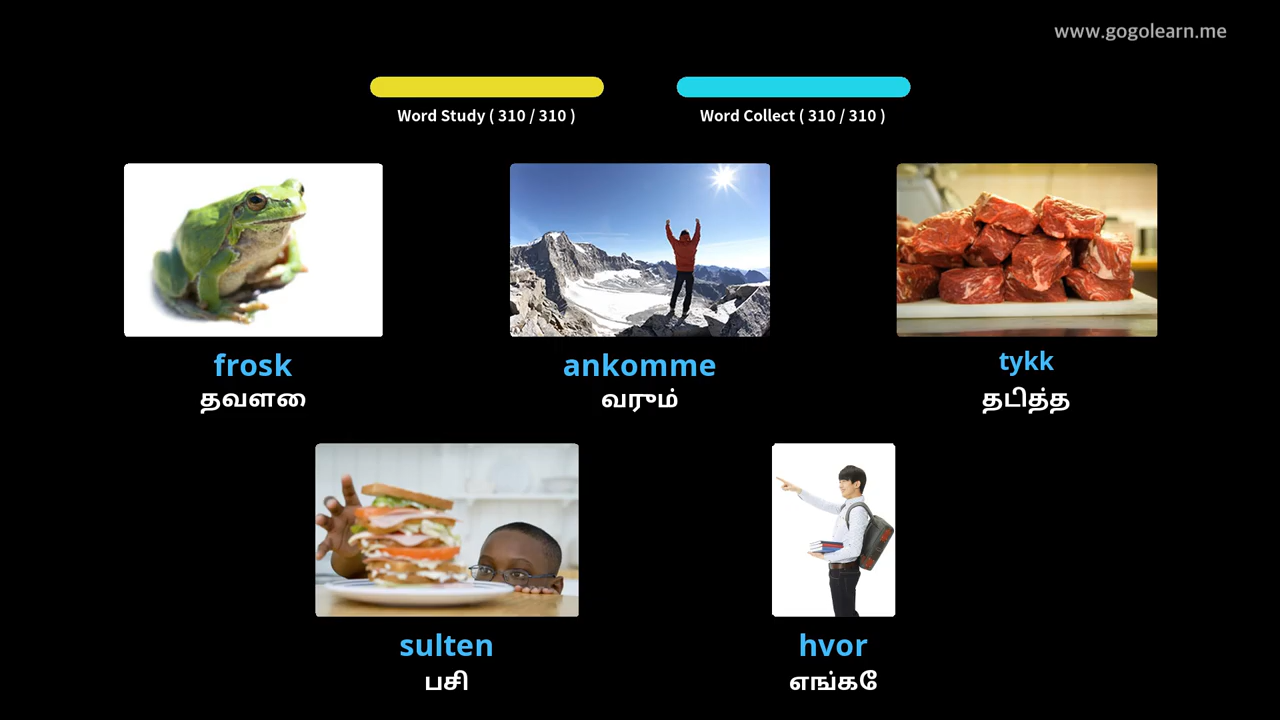 www.gogolearn.me
Word Study ( 310 / 310 )
Word Collect ( 310 / 310 )
frosk
தவளை
ankomme
வரும்
tykk
தடித்த
sulten
பசி
hvor
எங்கே